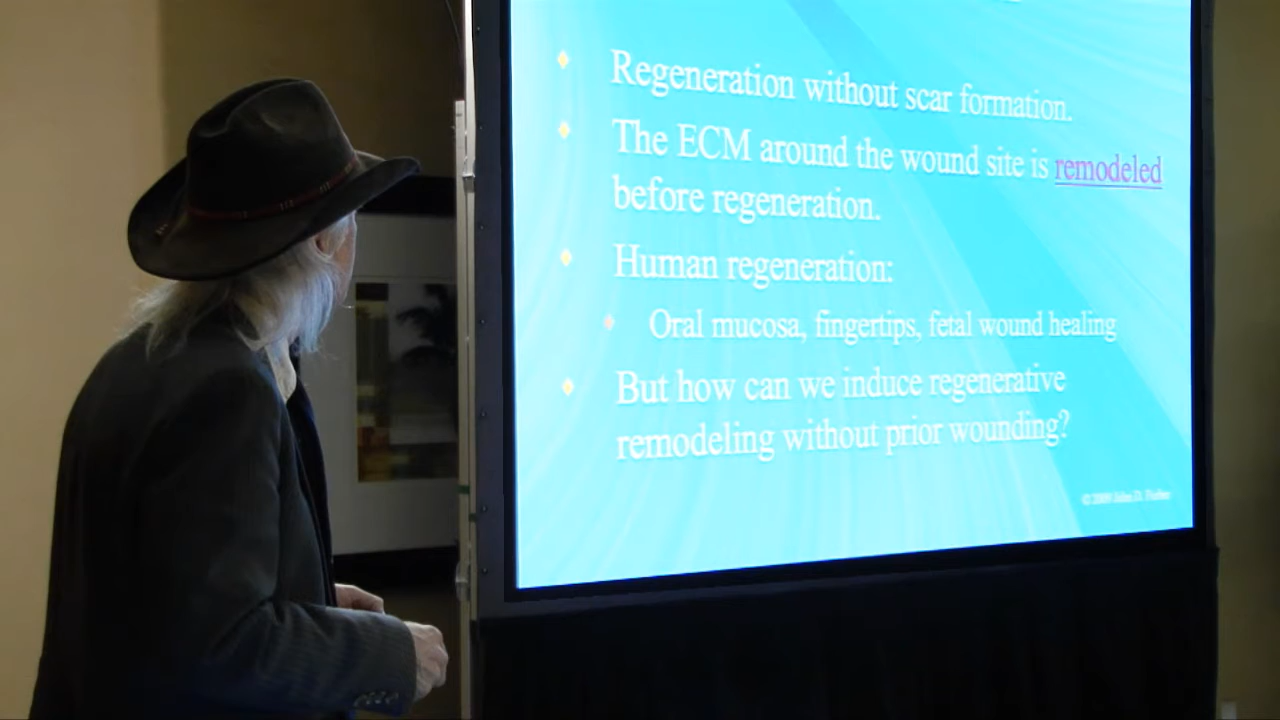 Regeneration without scar formation.
The ECM around the wound site is remodeled
before regeneration.
Human regeneration:
Oral mucosa, fingertips, fetal wound healing
But how can we induce regenerative
remodeling without prior wounding?
© John D.